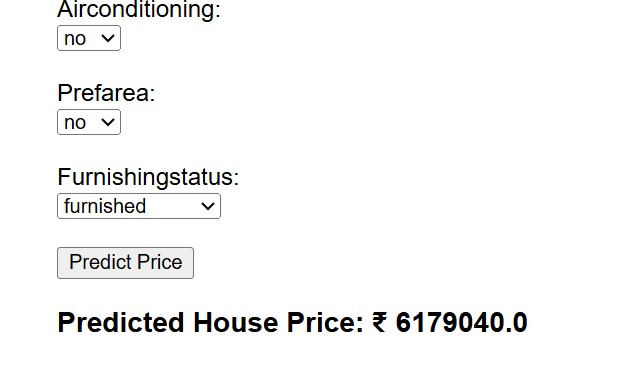 Airconditioning:
no
Prefarea:
no
Furnishingstatus:
furnished
Predict Price
Predicted House Price: ₹ 6179040.0